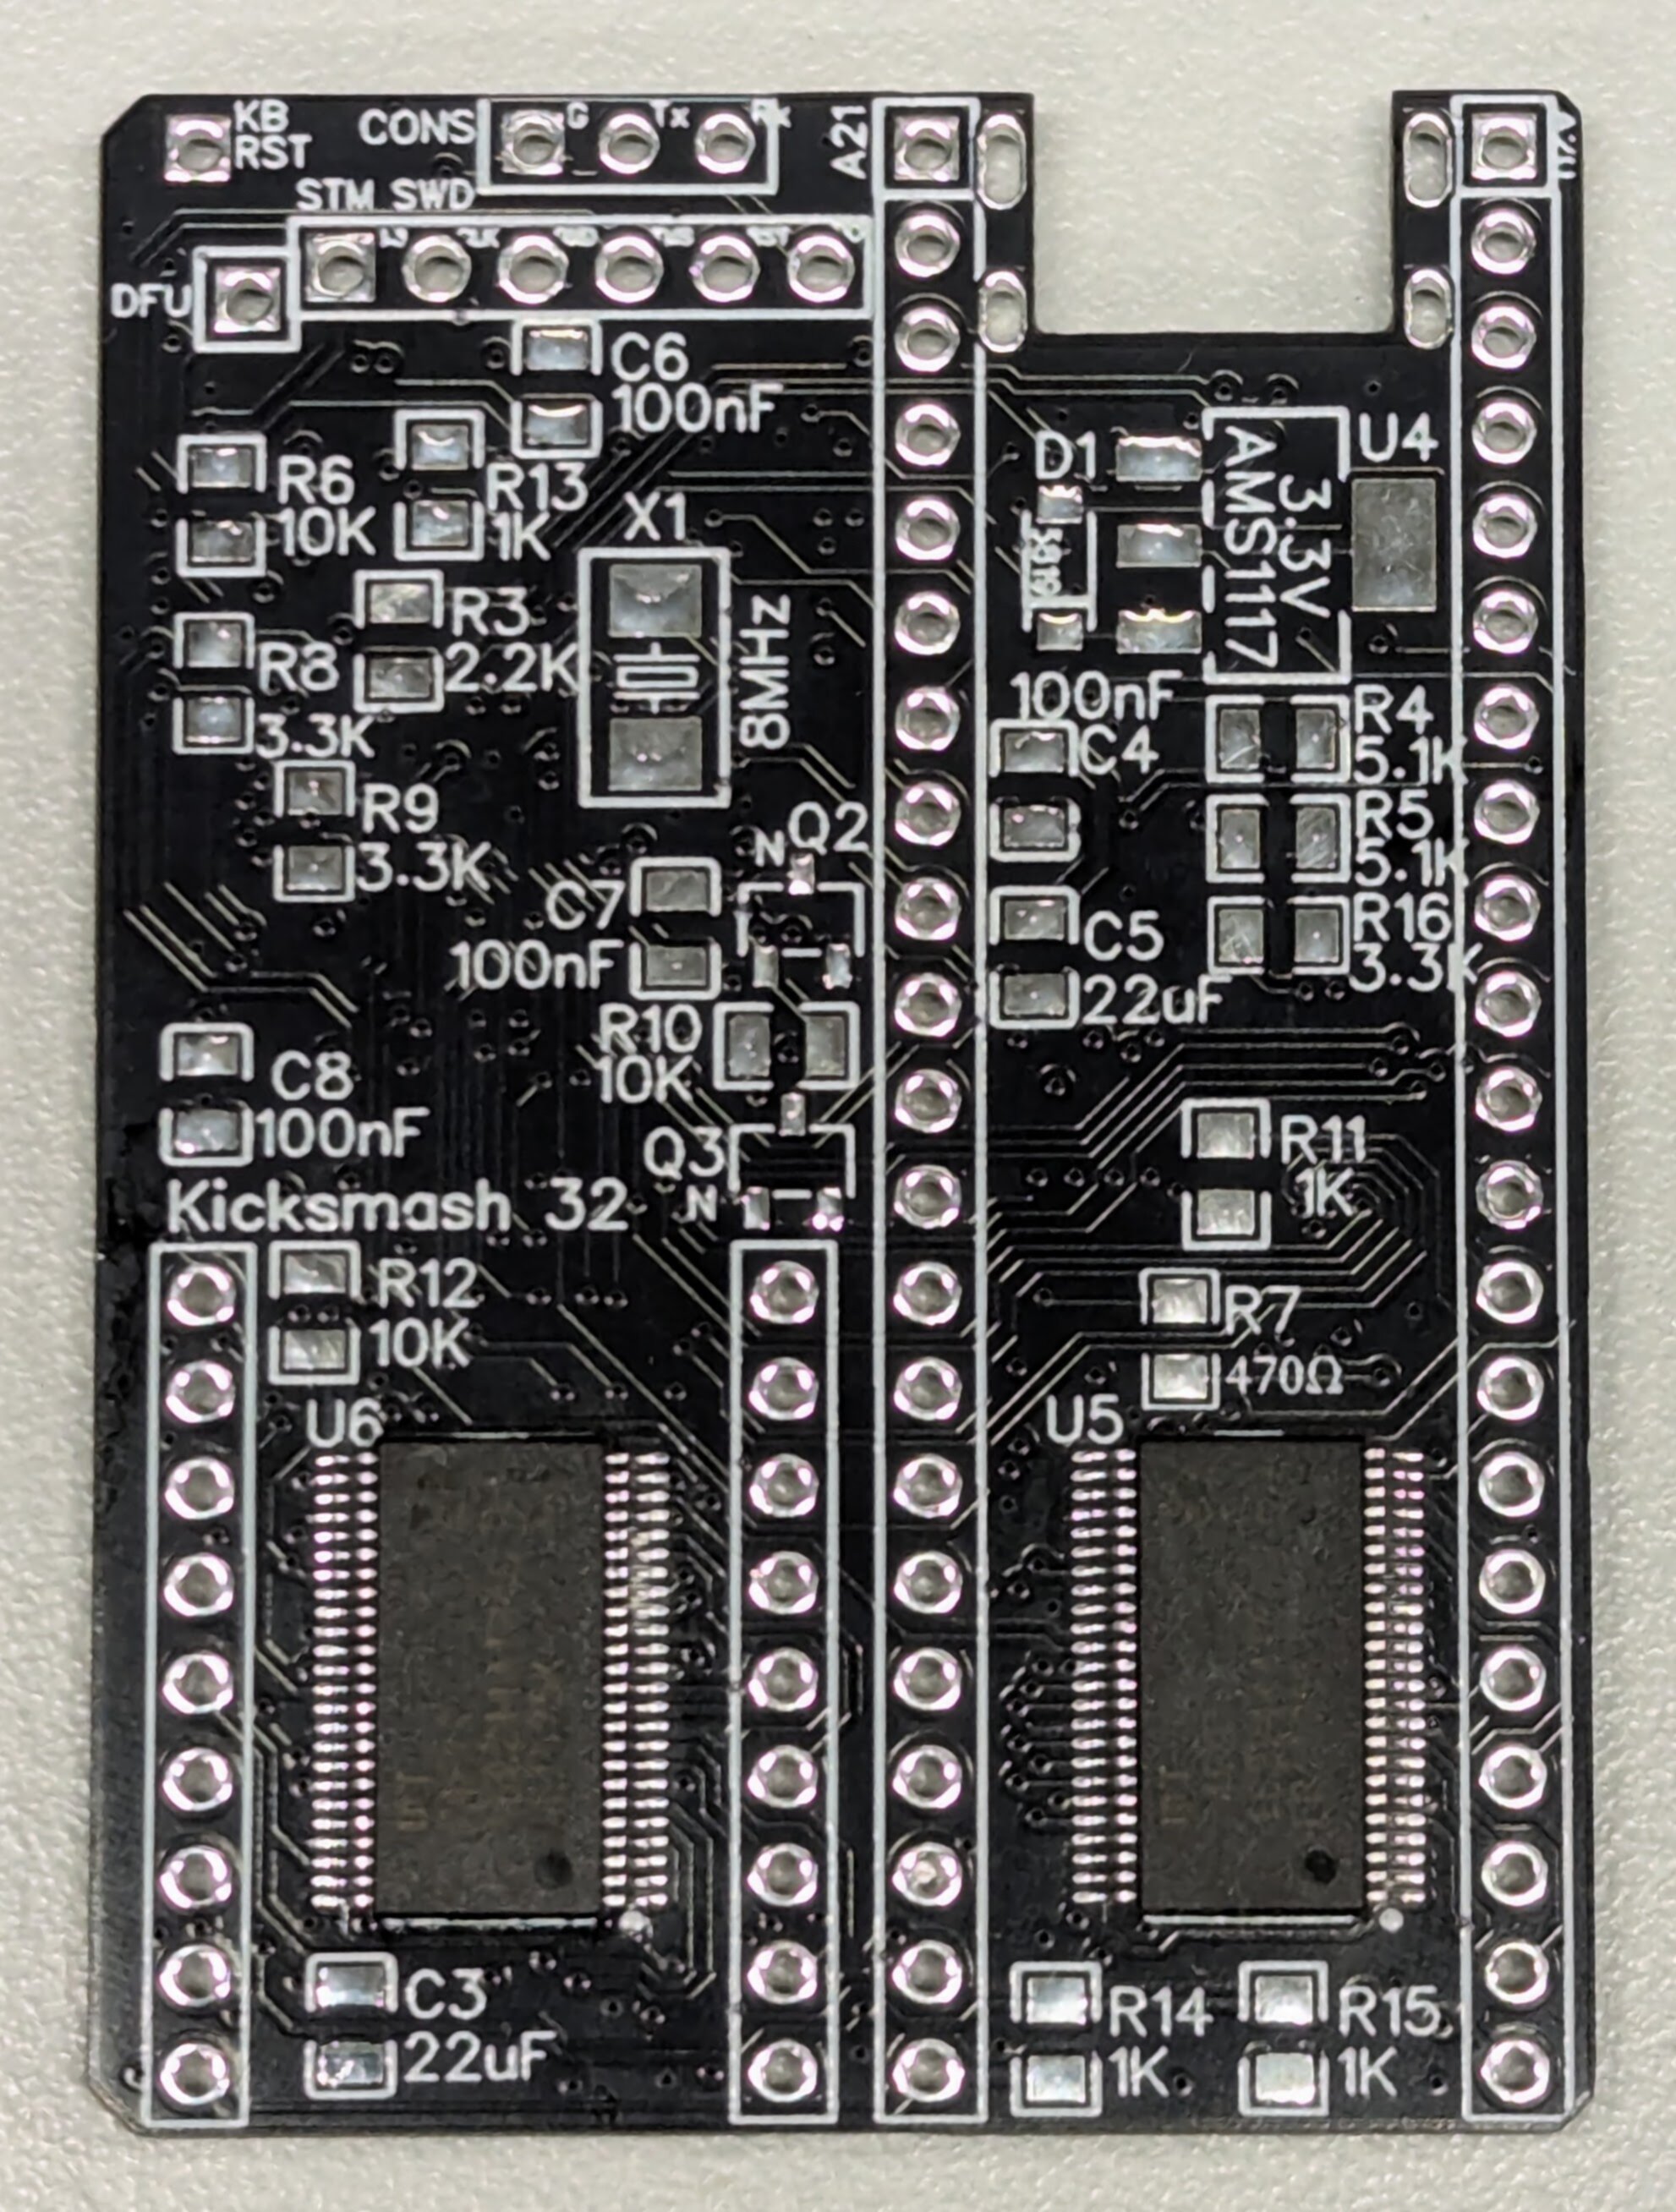 KB
RST
CONS
G
Tx
Rx
A21
STM SWD
DFU
C6
100nF
R6
10K
R13
1K
X1
8MHz
R3
2.2K
R8
3.3K
R9
3.3K
D1
U4
3.3V
AMS1117
100nF
C4
R4
5.1K
R5
5.1K
R16
3.3K
C5
22uF
Q2
N
C7
100nF
R10
10K
C8
100nF
Q3
N
R11
1K
Kicksmash 32
R12
10K
R7
470Ω
U6
U5
C3
22uF
R14
1K
R15
1K